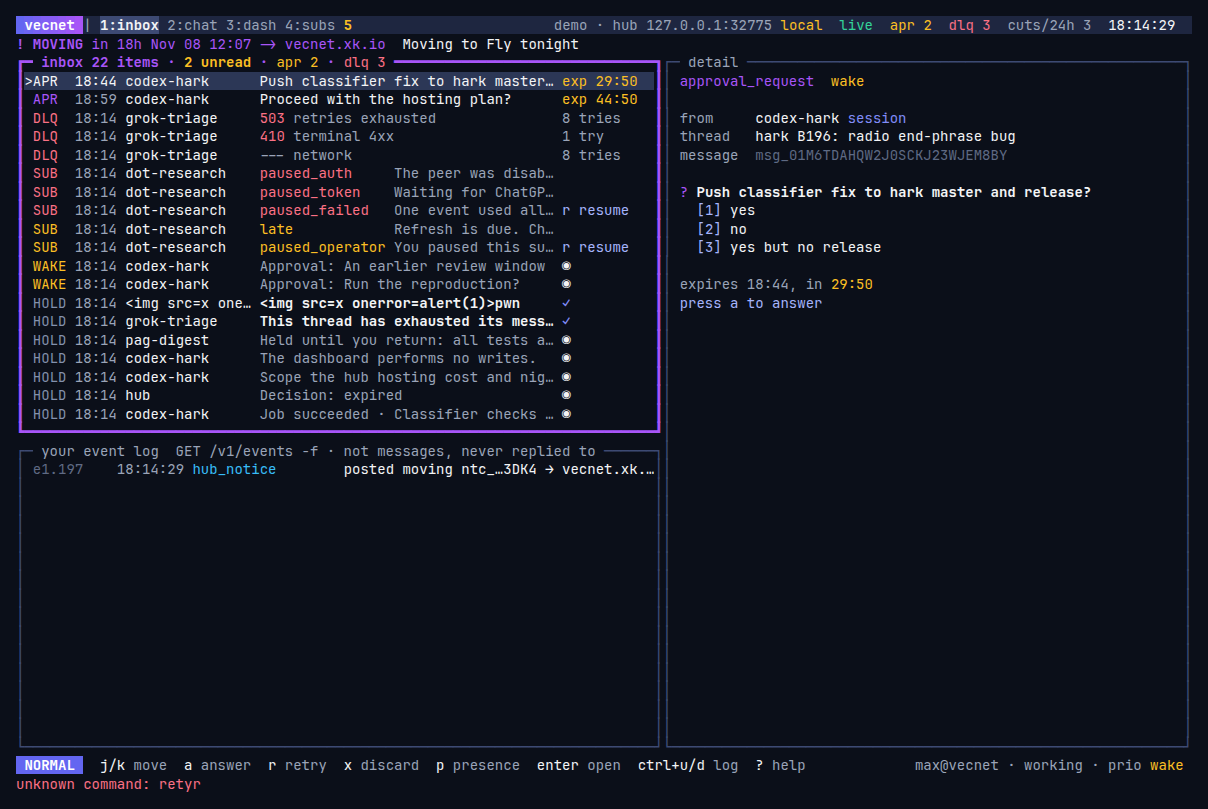 vecnet | 1:inbox 2:chat 3:dash 4:subs 5 demo · hub 127.0.0.1:32775 local live apr 2 dlq 3 cuts/24h 3 18:14:29
! MOVING in 18h Nov 08 12:07 → vecnet.xk.io Moving to Fly tonight
inbox 22 items · 2 unread · apr 2 · dlq 3
>APR 18:44 codex-hark Push classifier fix to hark master… exp 29:50
APR 18:59 codex-hark Proceed with the hosting plan? exp 44:50
DLQ 18:14 grok-triage 503 retries exhausted 8 tries
DLQ 18:14 grok-triage 410 terminal 4xx 1 try
DLQ 18:14 grok-triage --- network 8 tries
SUB 18:14 dot-research paused_auth The peer was disab…
SUB 18:14 dot-research paused_token Waiting for ChatGP…
SUB 18:14 dot-research paused_failed One event used all… r resume
SUB 18:14 dot-research late Refresh is due. Ch…
SUB 18:14 dot-research paused_operator You paused this su… r resume
WAKE 18:14 codex-hark Approval: An earlier review window ◉
WAKE 18:14 codex-hark Approval: Run the reproduction? ◉
HOLD 18:14 <img src=x one… <img src=x onerror=alert(1)>pwn ✓
HOLD 18:14 grok-triage This thread has exhausted its mess… ✓
HOLD 18:14 pag-digest Held until you return: all tests a… ◉
HOLD 18:14 codex-hark The dashboard performs no writes. ◉
HOLD 18:14 codex-hark Scope the hub hosting cost and nig… ◉
HOLD 18:14 hub Decision: expired ◉
HOLD 18:14 codex-hark Job succeeded · Classifier checks … ◉
your event log GET /v1/events -f · not messages, never replied to
e1.197 18:14:29 hub_notice posted moving ntc_…3DK4 → vecnet.xk.…
detail
approval_request wake
from codex-hark session
thread hark B196: radio end-phrase bug
message msg_01M6TDAHQW2J0SCKJ23WJEM8BY
? Push classifier fix to hark master and release?
[1] yes
[2] no
[3] yes but no release
expires 18:44, in 29:50
press a to answer
NORMAL j/k move a answer r retry x discard p presence enter open ctrl+u/d log ? help max@vecnet · working · prio wake
unknown command: retyr